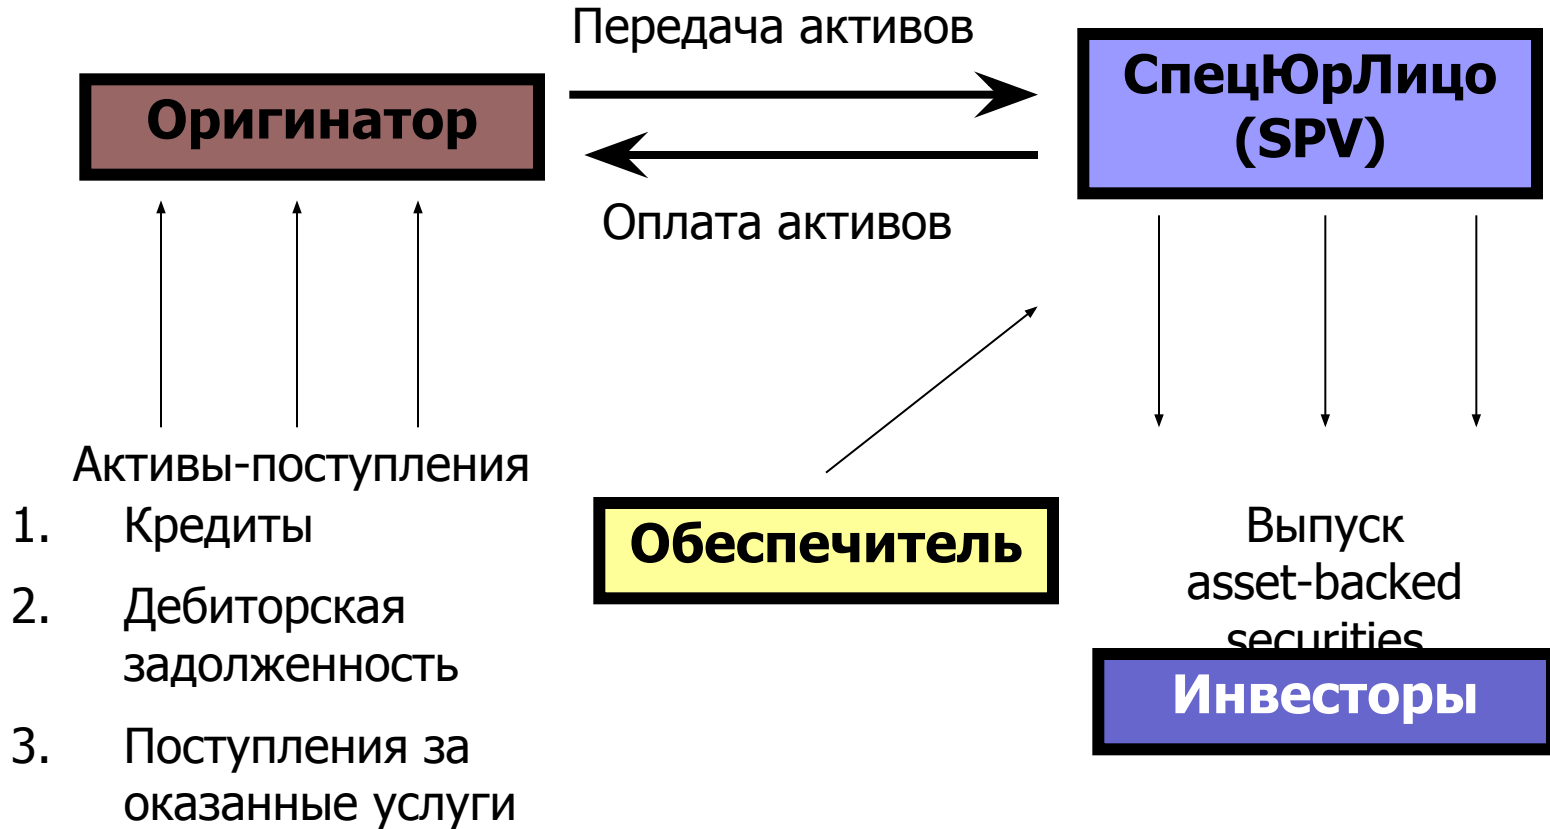 Передача активов
СпецЮрЛицо
(SPV)
Оригинатор
Оплата активов
Активы-поступления
1. Кредиты
2. Дебиторская
задолженность
3. Поступления за
оказанные услуги
Обеспечитель
Выпуск
asset-backed
securities
Инвесторы